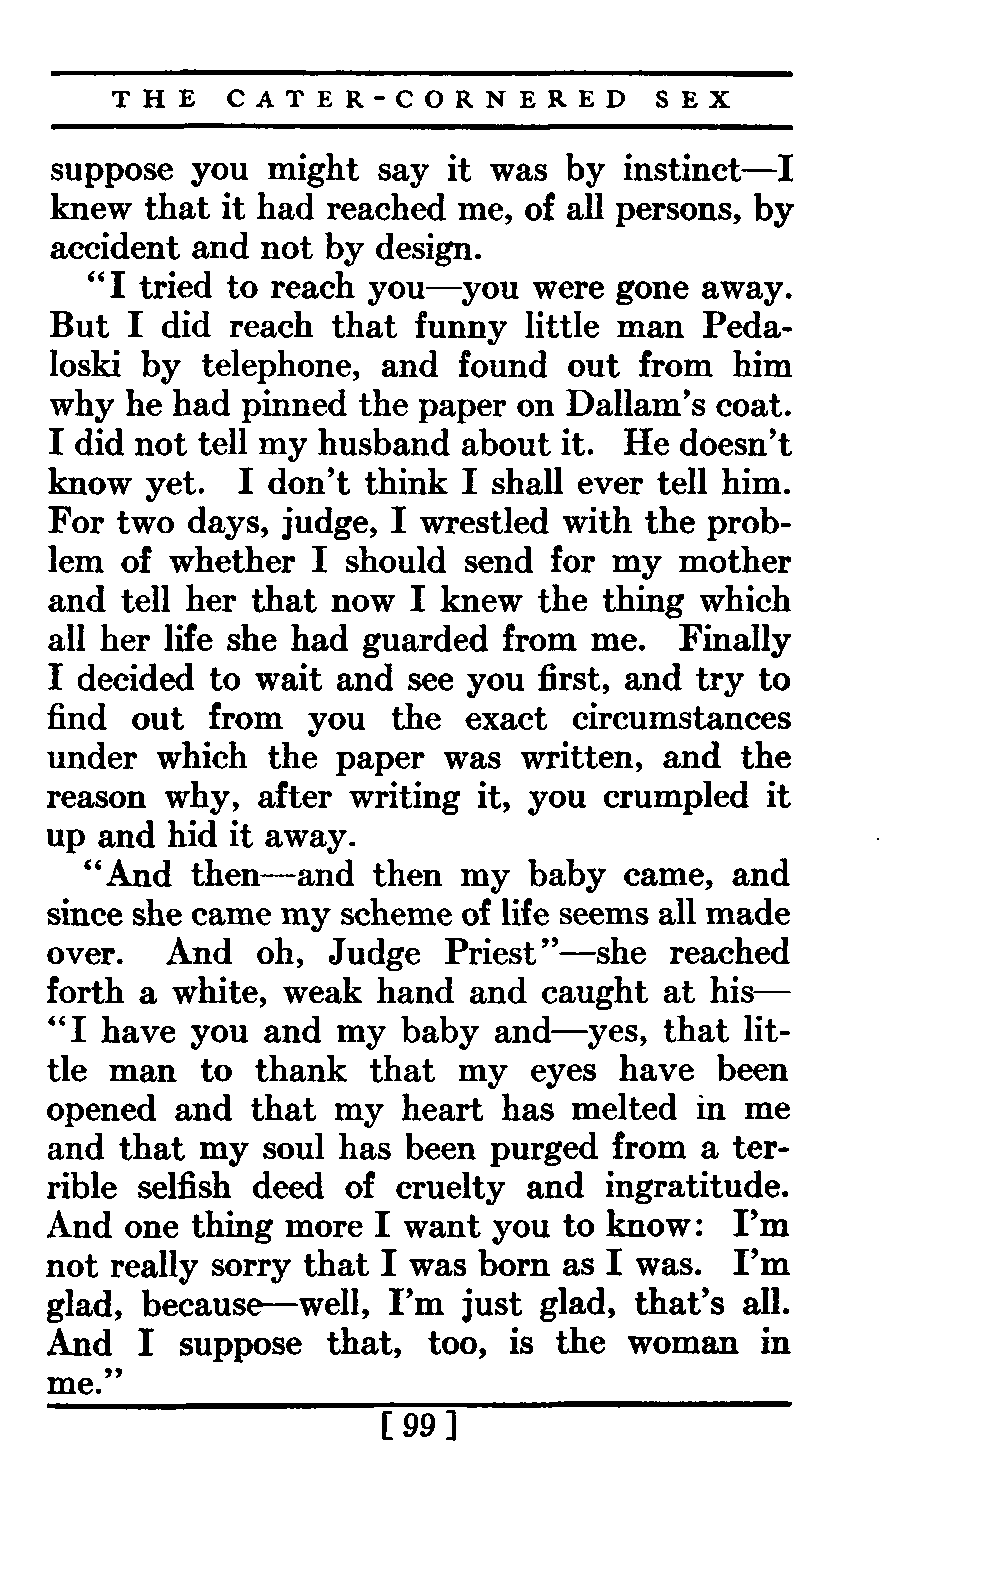 THE CATER-CORNERED SEX
suppose you might say it was by instinct—I
knew that it had reached me, of all persons, by
accident and not by design.
“I tried to reach you—you were gone away.
But I did reach that funny little man Peda-
loski by telephone, and found out from him
why he had pinned the paper on Dallam’s coat.
I did not tell my husband about it. He doesn’t
know yet. I don’t think I shall ever tell him.
For two days, judge, I wrestled with the prob-
lem of whether I should send for my mother
and tell her that now I knew the thing which
all her life she had guarded from me. Finally
I decided to wait and see you first, and try to
find out from you the exact circumstances
under which the paper was written, and the
reason why, after writing it, you crumpled it
up and hid it away.
“And then—and then my baby came, and
since she came my scheme of life seems all made
over. And oh, Judge Priest”—she reached
forth a white, weak hand and caught at his—
“I have you and my baby and—yes, that lit-
tle man to thank that my eyes have been
opened and that my heart has melted in me
and that my soul has been purged from a ter-
rible selfish deed of cruelty and ingratitude.
And one thing more I want you to know: I’m
not really sorry that I was born as I was. I’m
glad, because—well, I’m just glad, that’s all.
And I suppose that, too, is the woman in
me.”
[99]